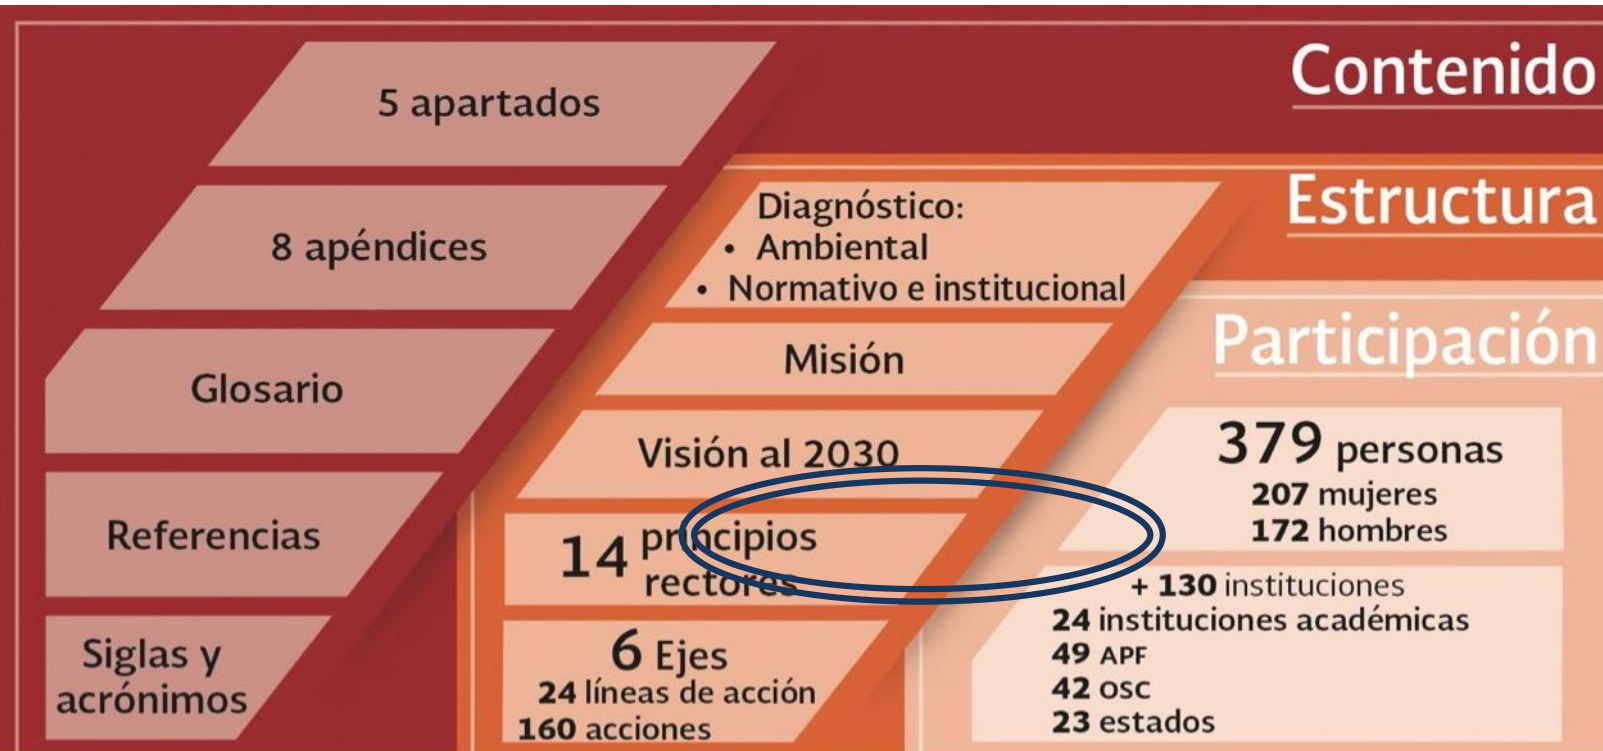 Contenido
5 apartados
8 apéndices
Glosario
Referencias
Siglas y
acrónimos
Estructura
Diagnóstico:
• Ambiental
• Normativo e institucional
Misión
Visión al 2030
14 principios
rectores
6 Ejes
24 líneas de acción
160 acciones
Participación
379 personas
207 mujeres
172 hombres
+ 130 instituciones
24 instituciones académicas
49 APF
42 OSC
23 estados